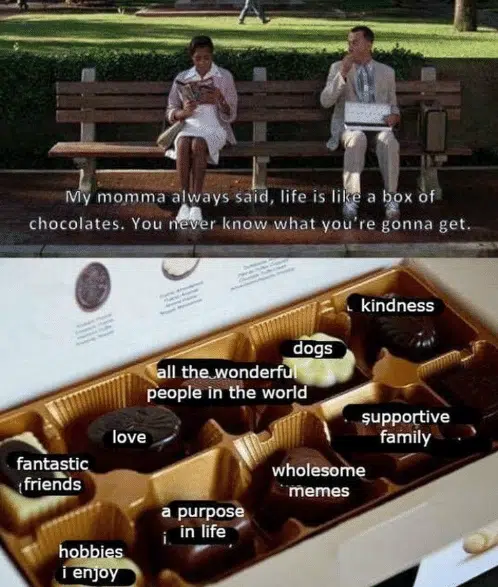 My momma always said, life is like a box of
chocolates. You never know what you're gonna get.
kindness
dogs
all the wonderful
people in the world
supportive
family
love
fantastic
friends
wholesome
memes
a purpose
in life
hobbies
i enjoy